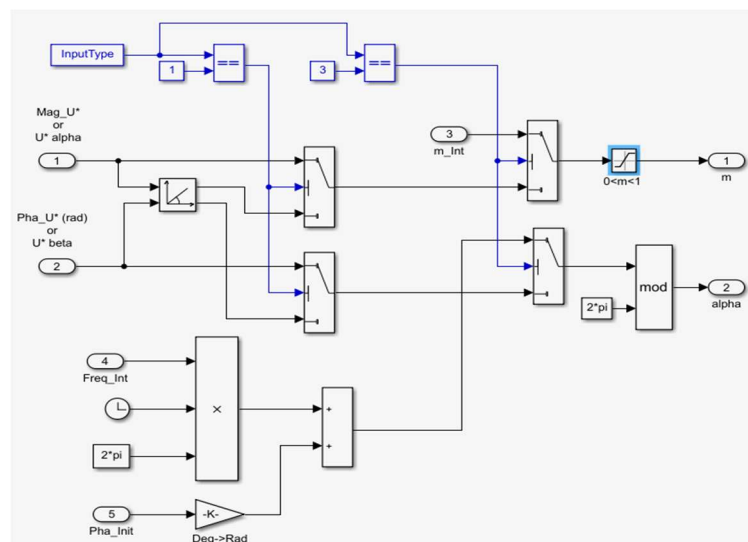 InputType
==
==
1
3
Mag_U*
or
U* alpha
1
3
m_Int
1
m
0<m<1
Pha_U* (rad)
or
U* beta
2
mod
2
alpha
2*pi
4
Freq_Int
×
+
+
2*pi
5
Pha_Init
-K-
Deg->Rad